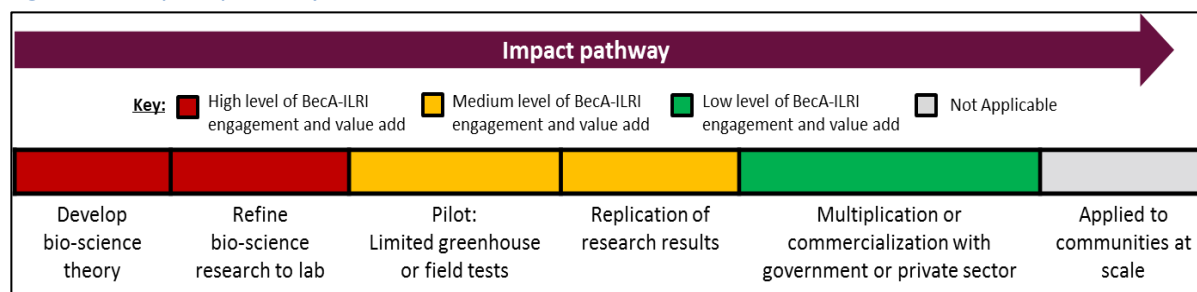 Impact pathway
Key:
High level of BecA-ILRI
engagement and value add
Medium level of BecA-ILRI
engagement and value add
Low level of BecA-ILRI
engagement and value add
Not Applicable
Develop
bio-science
theory
Refine
bio-science
research to lab
Pilot:
Limited greenhouse
or field tests
Replication of
research results
Multiplication or
commercialization with
government or private sector
Applied to
communities at
scale